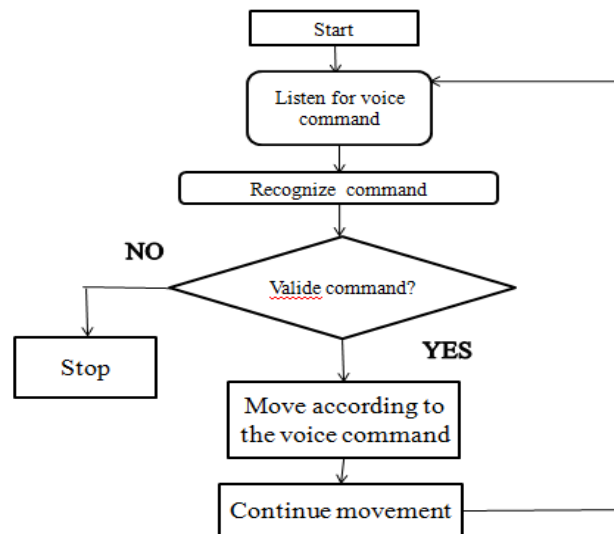 Start
Listen for voice
command
Recognize command
NO
Valide command?
YES
Stop
Move according to
the voice command
Continue movement